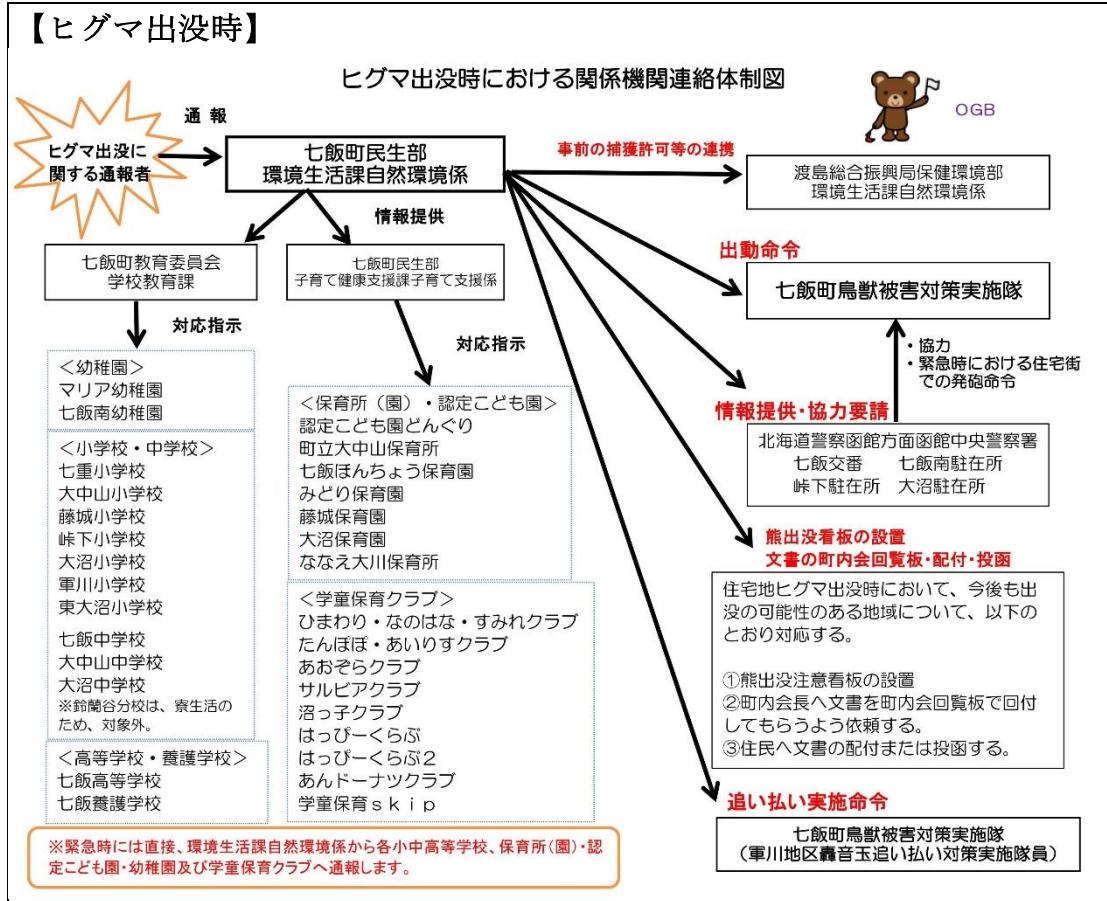 【ヒグマ出没時】
ヒグマ出没時における関係機関連絡体制図
OGB
通 報
ヒグマ出没に
関する通報者
七飯町民生部
環境生活課自然環境係
事前の捕獲許可等の連携
渡島総合振興局保健環境部
環境生活課自然環境係
情報提供
七飯町教育委員会
学校教育課
七飯町民生部
子育て健康支援課子育て支援係
出動命令
七飯町鳥獣被害対策実施隊
対応指示
対応指示
・協力
・緊急時における住宅街
での発砲命令
<幼稚園>
マリア幼稚園
七飯南幼稚園
<小学校・中学校>
七重小学校
大中山小学校
藤城小学校
峠下小学校
大沼小学校
軍川小学校
東大沼小学校
七飯中学校
大中山中学校
大沼中学校
※鈴蘭谷分校は、寮生活の
ため、対象外。
<高等学校・養護学校>
七飯高等学校
七飯養護学校
<保育所(園)・認定こども園>
認定こども園どんぐり
町立大中山保育所
七飯ほんちょう保育園
みどり保育園
藤城保育園
大沼保育園
ななえ大川保育所
<学童保育クラブ>
ひまわり・なのはな・すみれクラブ
たんぽぽ・あいりすクラブ
あおぞらクラブ
サルビアクラブ
沼っ子クラブ
はっぴーくらぶ
はっぴーくらぶ2
あんドーナツクラブ
学童保育skip
情報提供・協力要請
北海道警察函館方面函館中央警察署
七飯交番 七飯南駐在所
峠下駐在所 大沼駐在所
熊出没看板の設置
文書の町内会回覧板・配付・投函
住宅地ヒグマ出没時において、今後も出
没の可能性のある地域について、以下の
とおり対応する。
①熊出没注意看板の設置
②町内会長へ文書を町内会回覧板で回付
してもらうよう依頼する。
③住民へ文書の配付または投函する。
追い払い実施命令
七飯町鳥獣被害対策実施隊
(軍川地区轟音玉追い払い対策実施隊員)
※緊急時には直接、環境生活課自然環境係から各小中高等学校、保育所(園)・認
定こども園・幼稚園及び学童保育クラブへ通報します。